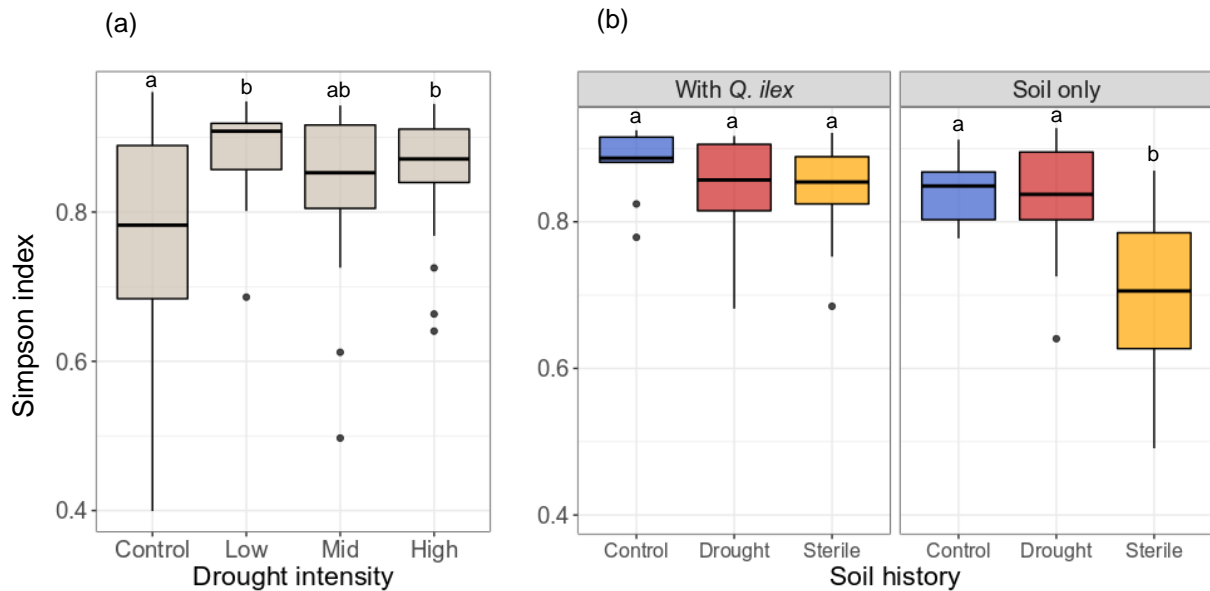 (a)
(b)
Simpson index
0.8
0.6
0.4
a
b
ab
b
Control
Low
Mid
High
Drought intensity
With Q. ilex
Soil only
0.8
0.6
0.4
a
a
a
a
a
b
Control
Drought
Sterile
Control
Drought
Sterile
Soil history